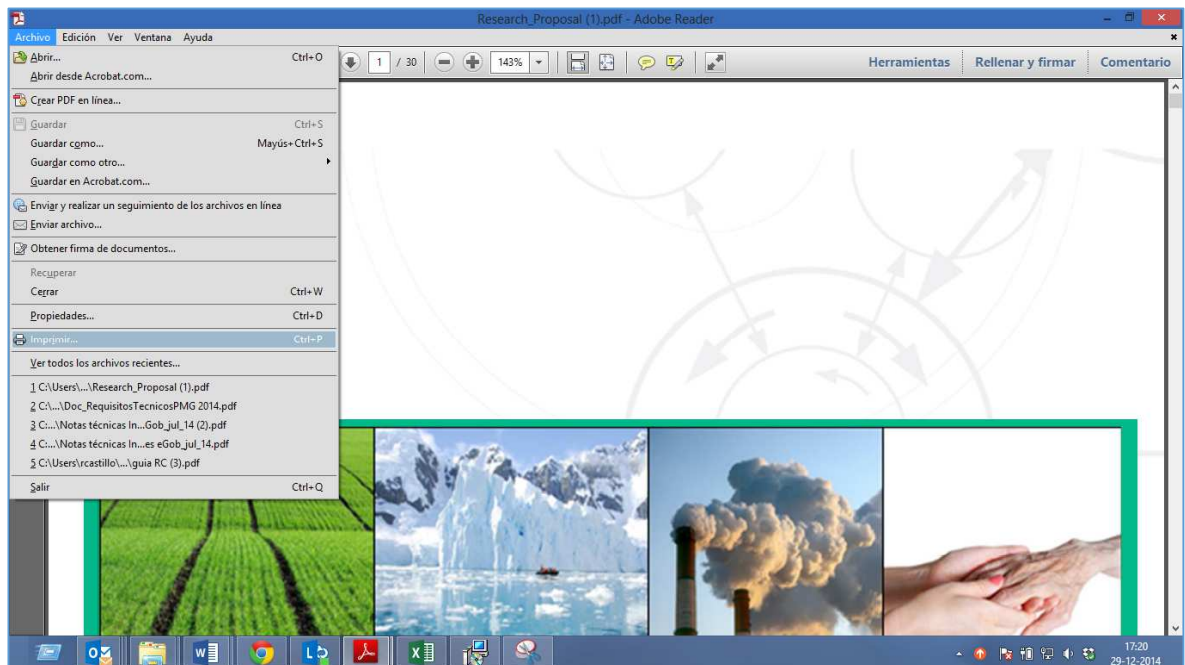 Research_Proposal (1).pdf - Adobe Reader
Archivo Edición Ver Ventana Ayuda
Abrir... Ctrl+O
1 / 30 143% Herramientas Rellenar y firmar Comentario
Abrir desde Acrobat.com...
Crear PDF en línea...
Guardar Ctrl+S
Guardar como... Mayús+Ctrl+S
Guardar como otro...
Guardar en Acrobat.com...
Enviar y realizar un seguimiento de los archivos en línea
Enviar archivo...
Obtener firma de documentos...
Recuperar
Cerrar Ctrl+W
Propiedades... Ctrl+D
Imprimir... Ctrl+P
Ver todos los archivos recientes...
1 C:\Users\...\Research_Proposal (1).pdf
2 C:\...\Doc_RequisitosTecnicosPMG 2014.pdf
3 C:...\Notas técnicas In...Gob_jul_14 (2).pdf
4 C:...\Notas técnicas In...es eGob_jul_14.pdf
5 C:\Users\rcastillo\...\guia RC (3).pdf
Salir Ctrl+Q
17:20
29-12-2014